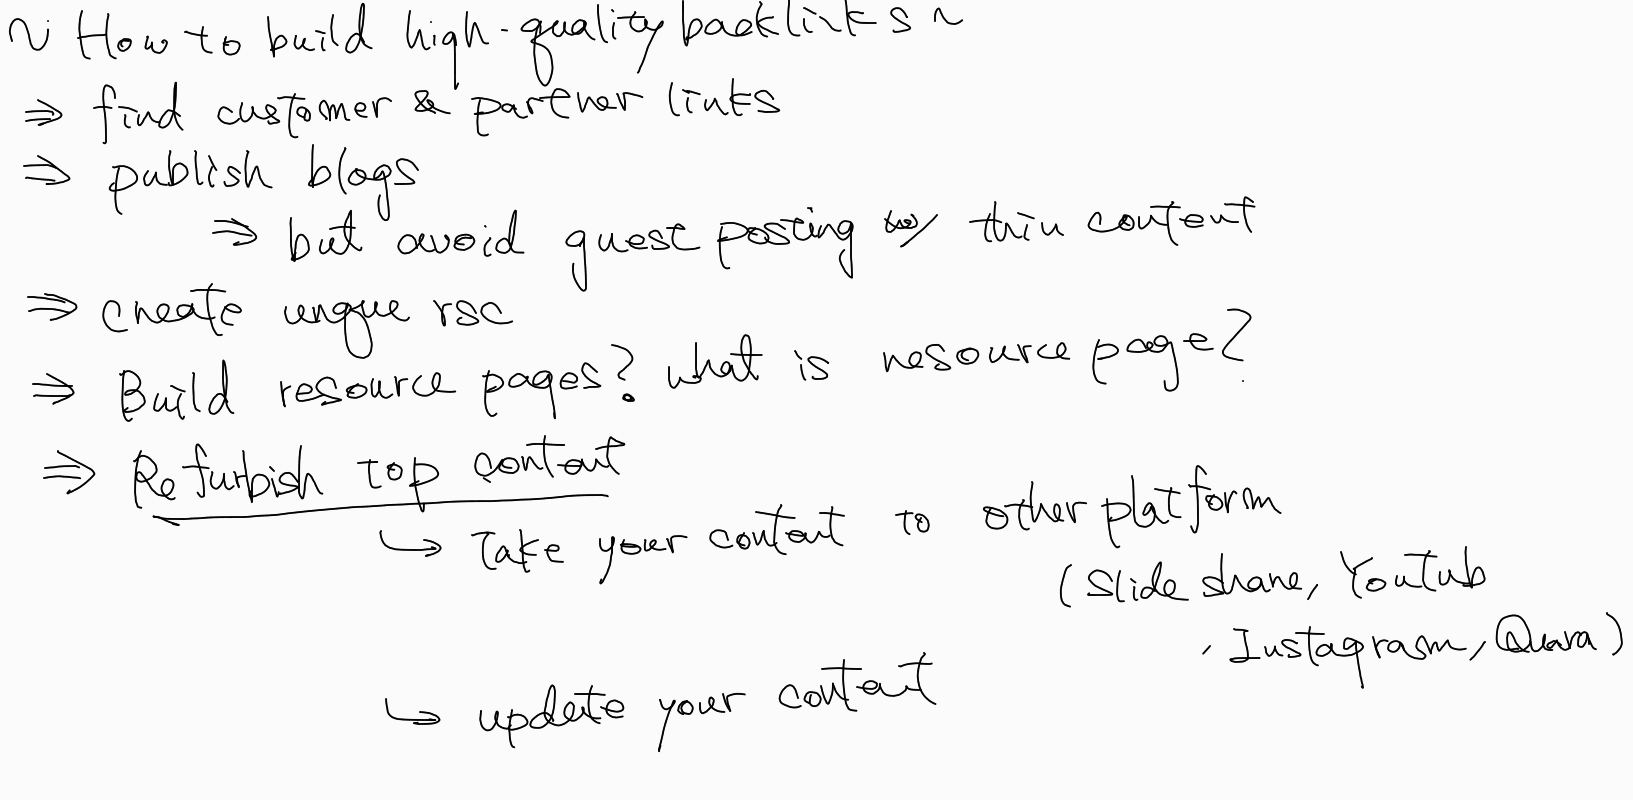 ~ How to build high-quality backlinks ~
⇒ find customer & partner links
⇒ publish blogs
⇒ but avoid guest posting w/ thin content
⇒ create unque rsc
⇒ Build resource pages? what is resource page?
⇒ Refurbish top content
↳ Take your content to other platform
(Slide share, Youtub
, Instagram, Quora)
↳ update your content